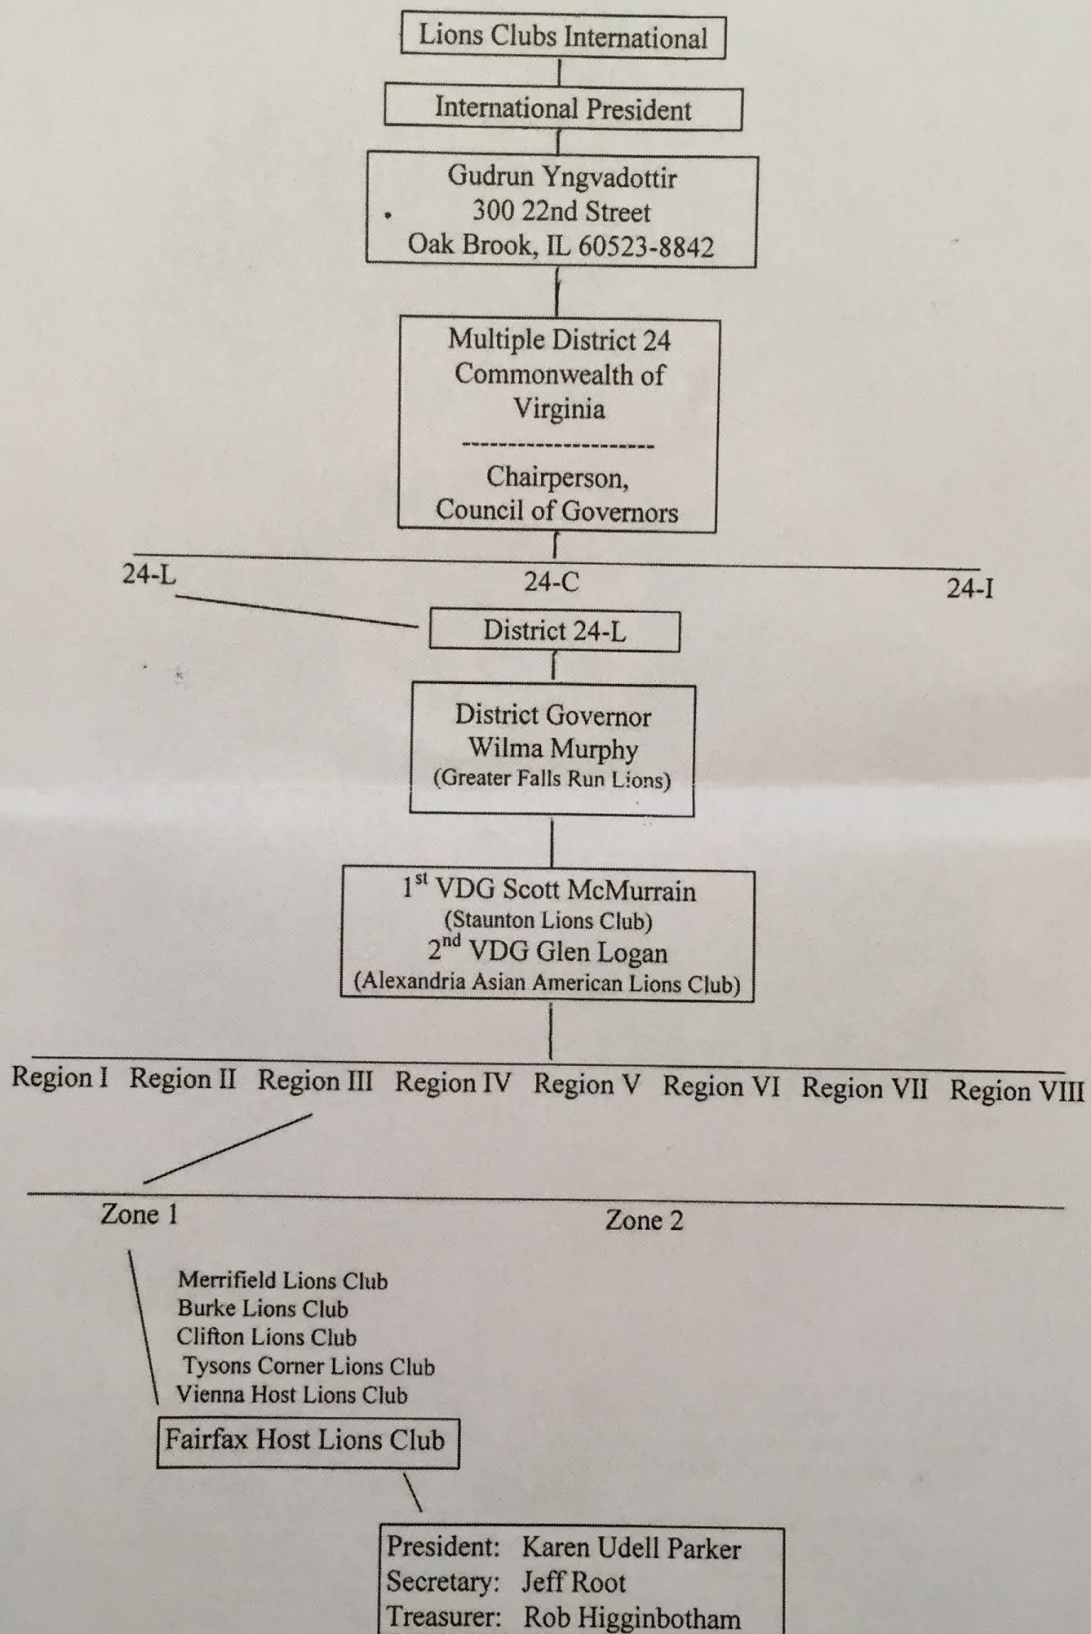 Lions Clubs International
International President
Gudrun Yngvadottir
300 22nd Street
Oak Brook, IL 60523-8842
Multiple District 24
Commonwealth of
Virginia
---------------------
Chairperson,
Council of Governors
24-L 24-C 24-I
District 24-L
District Governor
Wilma Murphy
(Greater Falls Run Lions)
1st VDG Scott McMurrain
(Staunton Lions Club)
2nd VDG Glen Logan
(Alexandria Asian American Lions Club)
Region I Region II Region III Region IV Region V Region VI Region VII Region VIII
Zone 1 Zone 2
Merrifield Lions Club
Burke Lions Club
Clifton Lions Club
Tysons Corner Lions Club
Vienna Host Lions Club
Fairfax Host Lions Club
President: Karen Udell Parker
Secretary: Jeff Root
Treasurer: Rob Higginbotham